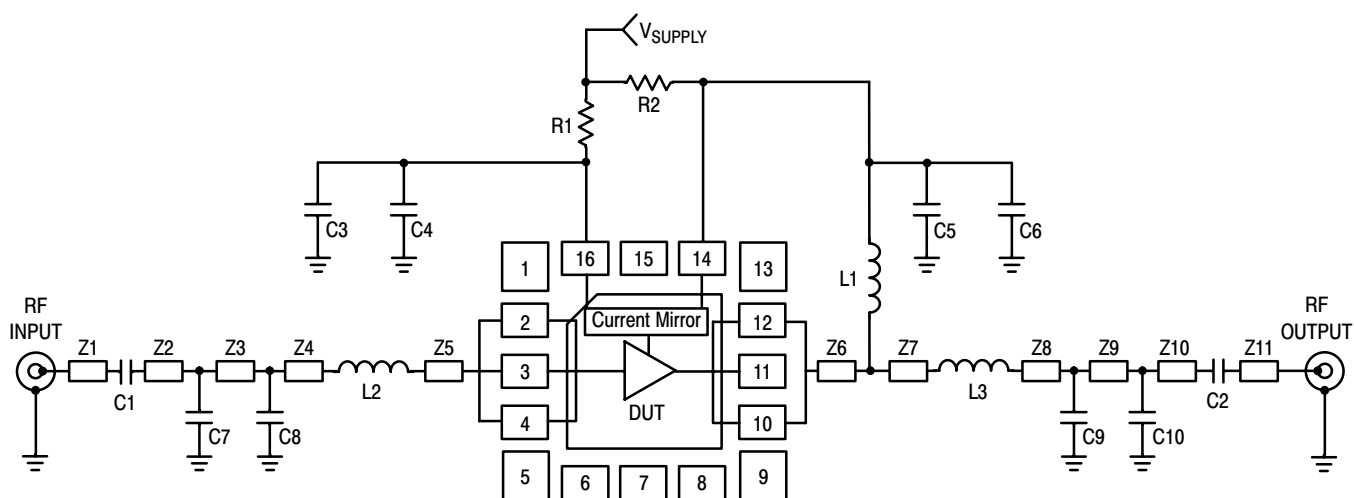 VSUPPLY
R2
R1
C3
C4
C5
C6
1
16
15
14
13
L1
RF
INPUT
RF
OUTPUT
2
Current Mirror
12
Z1
Z2
Z3
Z4
Z5
3
11
Z6
Z7
Z8
Z9
Z10
Z11
C1
L2
DUT
L3
C2
C7
C8
4
10
C9
C10
5
6
7
8
9